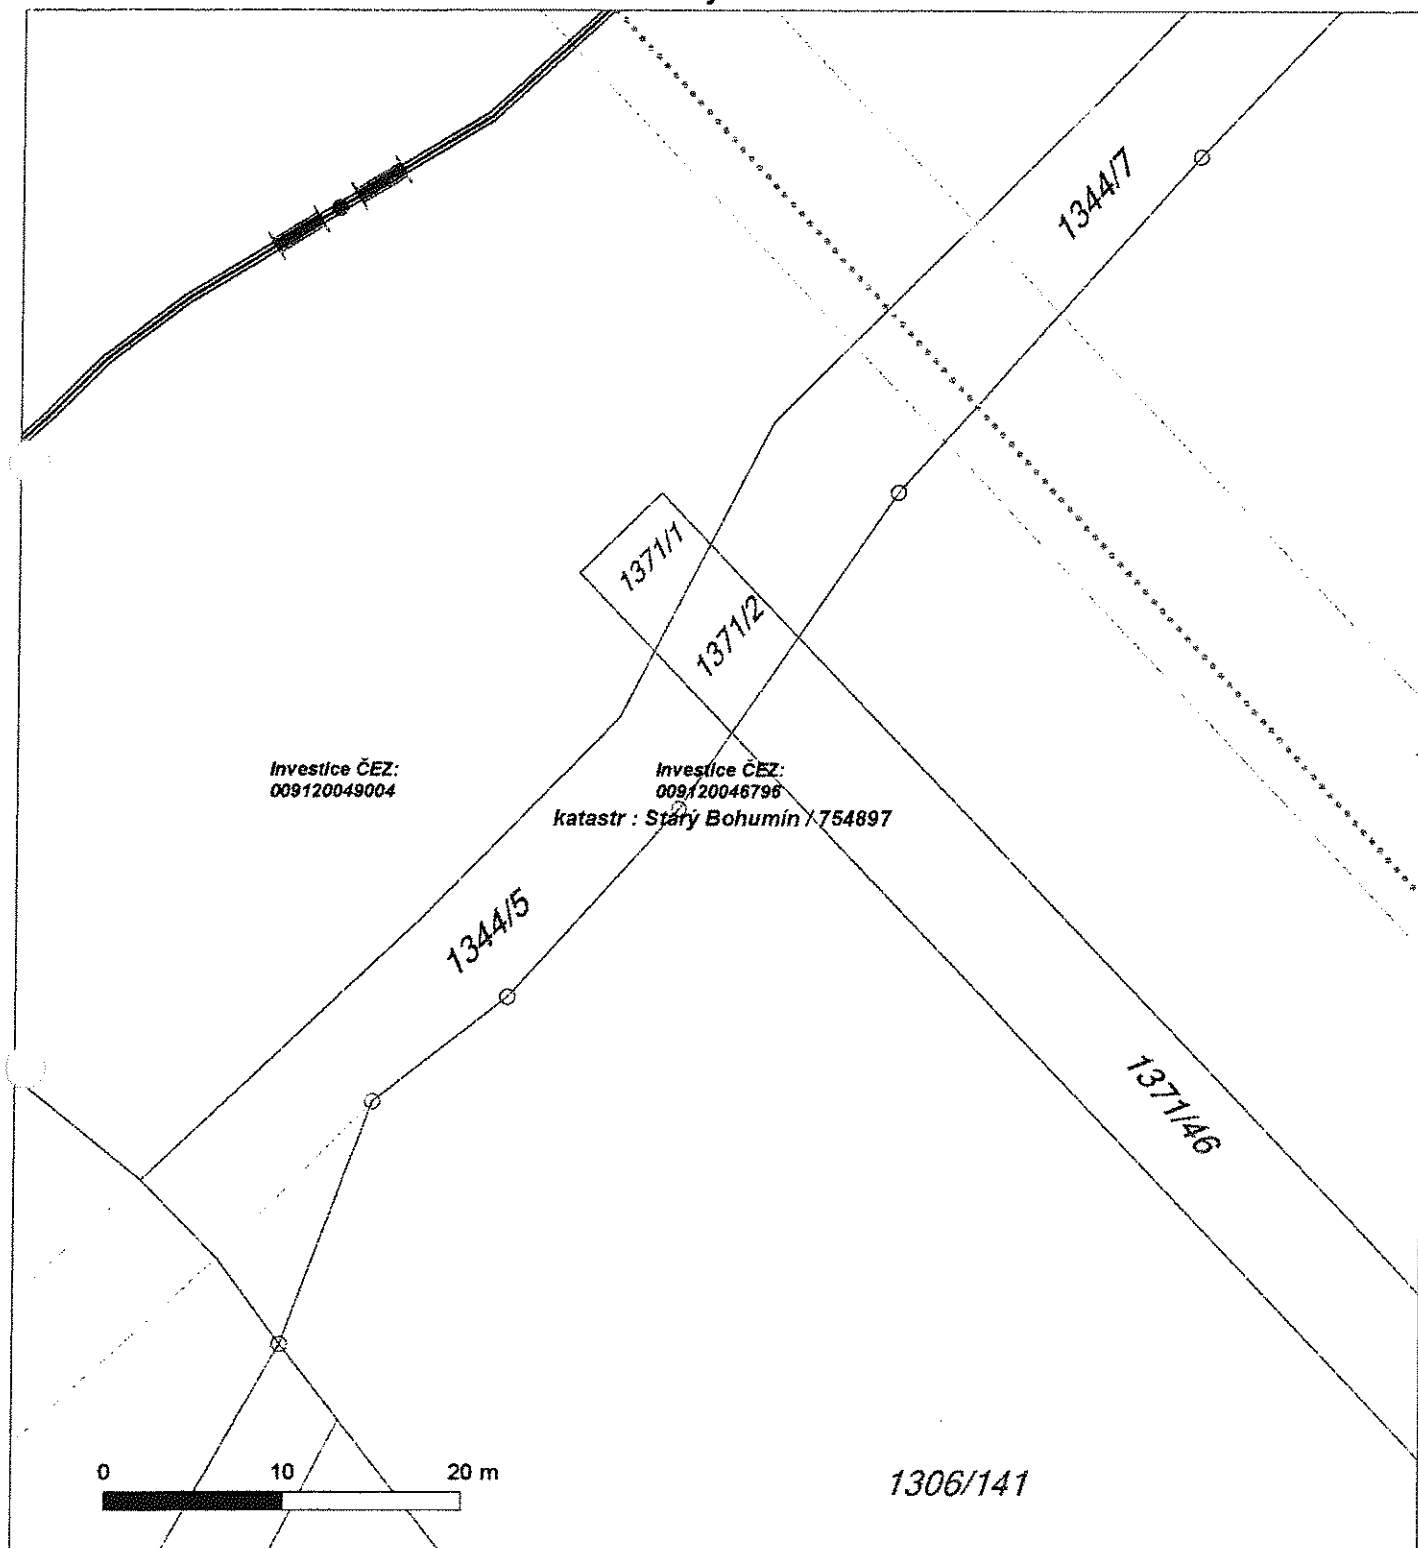 1344/7
1371/1
1371/2
Investice ČEZ:
009120049004
Investice ČEZ:
009120046796
katastr : Starý Bohumín / 754897
1344/5
1371/46
0 10 20 m
1306/141